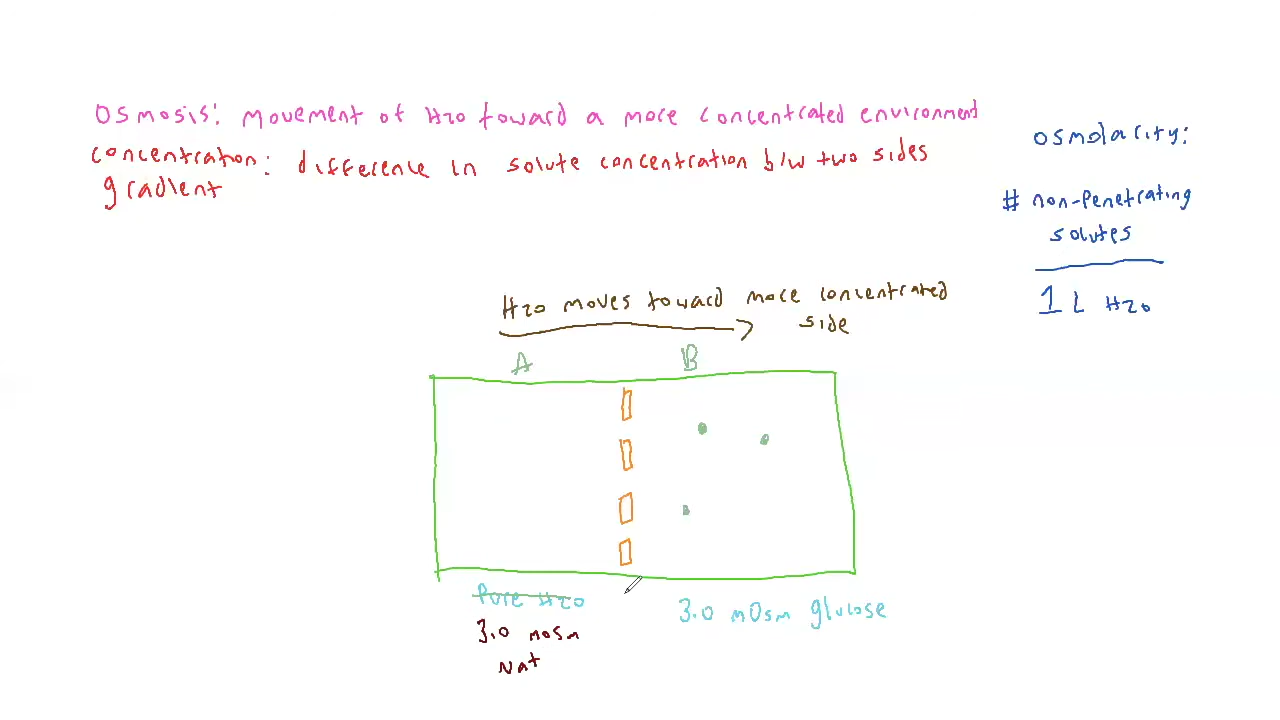 Osmosis: movement of H2O toward a more concentrated environment
concentration: difference in solute concentration b/w two sides
gradient
osmolarity:
# non-penetrating
solutes
1 L H2O
H2O moves toward more concentrated
side
A B
Pure H2O
3.0 mOsm glucose
3.0 mOsm
Na+